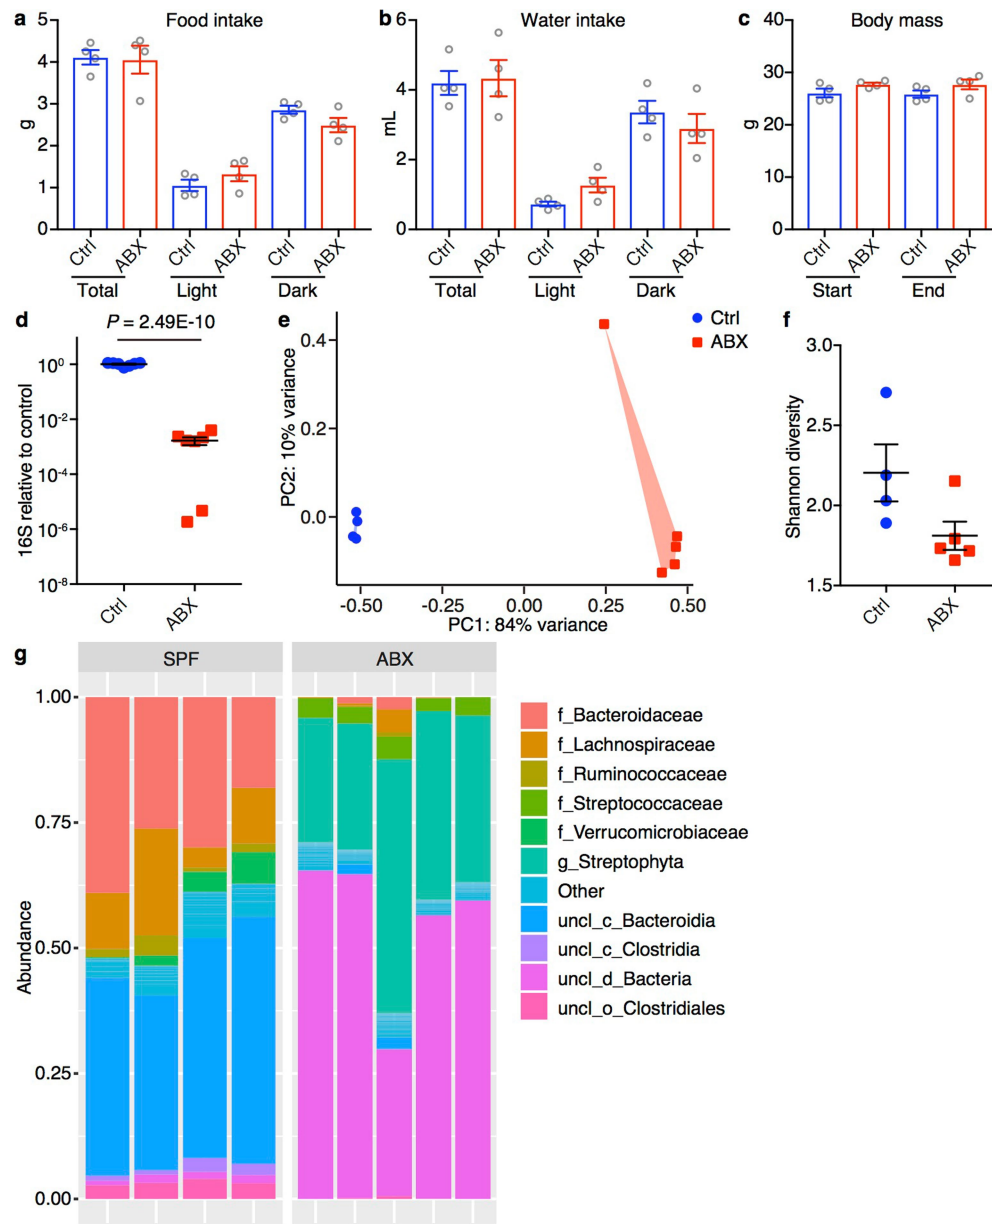 a Food intake
5
4
3
2
1
0
g
Ctrl ABX Ctrl ABX Ctrl ABX
Total Light Dark
b Water intake
6
4
2
0
mL
Ctrl ABX Ctrl ABX Ctrl ABX
Total Light Dark
c Body mass
40
30
20
10
0
g
Ctrl ABX Ctrl ABX
Start End
d
P = 2.49E-10
10⁰
10⁻²
10⁻⁴
10⁻⁶
10⁻⁸
16S relative to control
Ctrl ABX
e
Ctrl
ABX
0.4
0.2
0.0
PC2: 10% variance
-0.50 -0.25 0.00 0.25 0.50
PC1: 84% variance
f
3.0
2.5
2.0
1.5
Shannon diversity
Ctrl ABX
g
SPF ABX
1.00
0.75
0.50
0.25
0.00
Abundance
f_Bacteroidaceae
f_Lachnospiraceae
f_Ruminococcaceae
f_Streptococcaceae
f_Verrucomicrobiaceae
g_Streptophyta
Other
uncl_c_Bacteroidia
uncl_c_Clostridia
uncl_d_Bacteria
uncl_o_Clostridiales